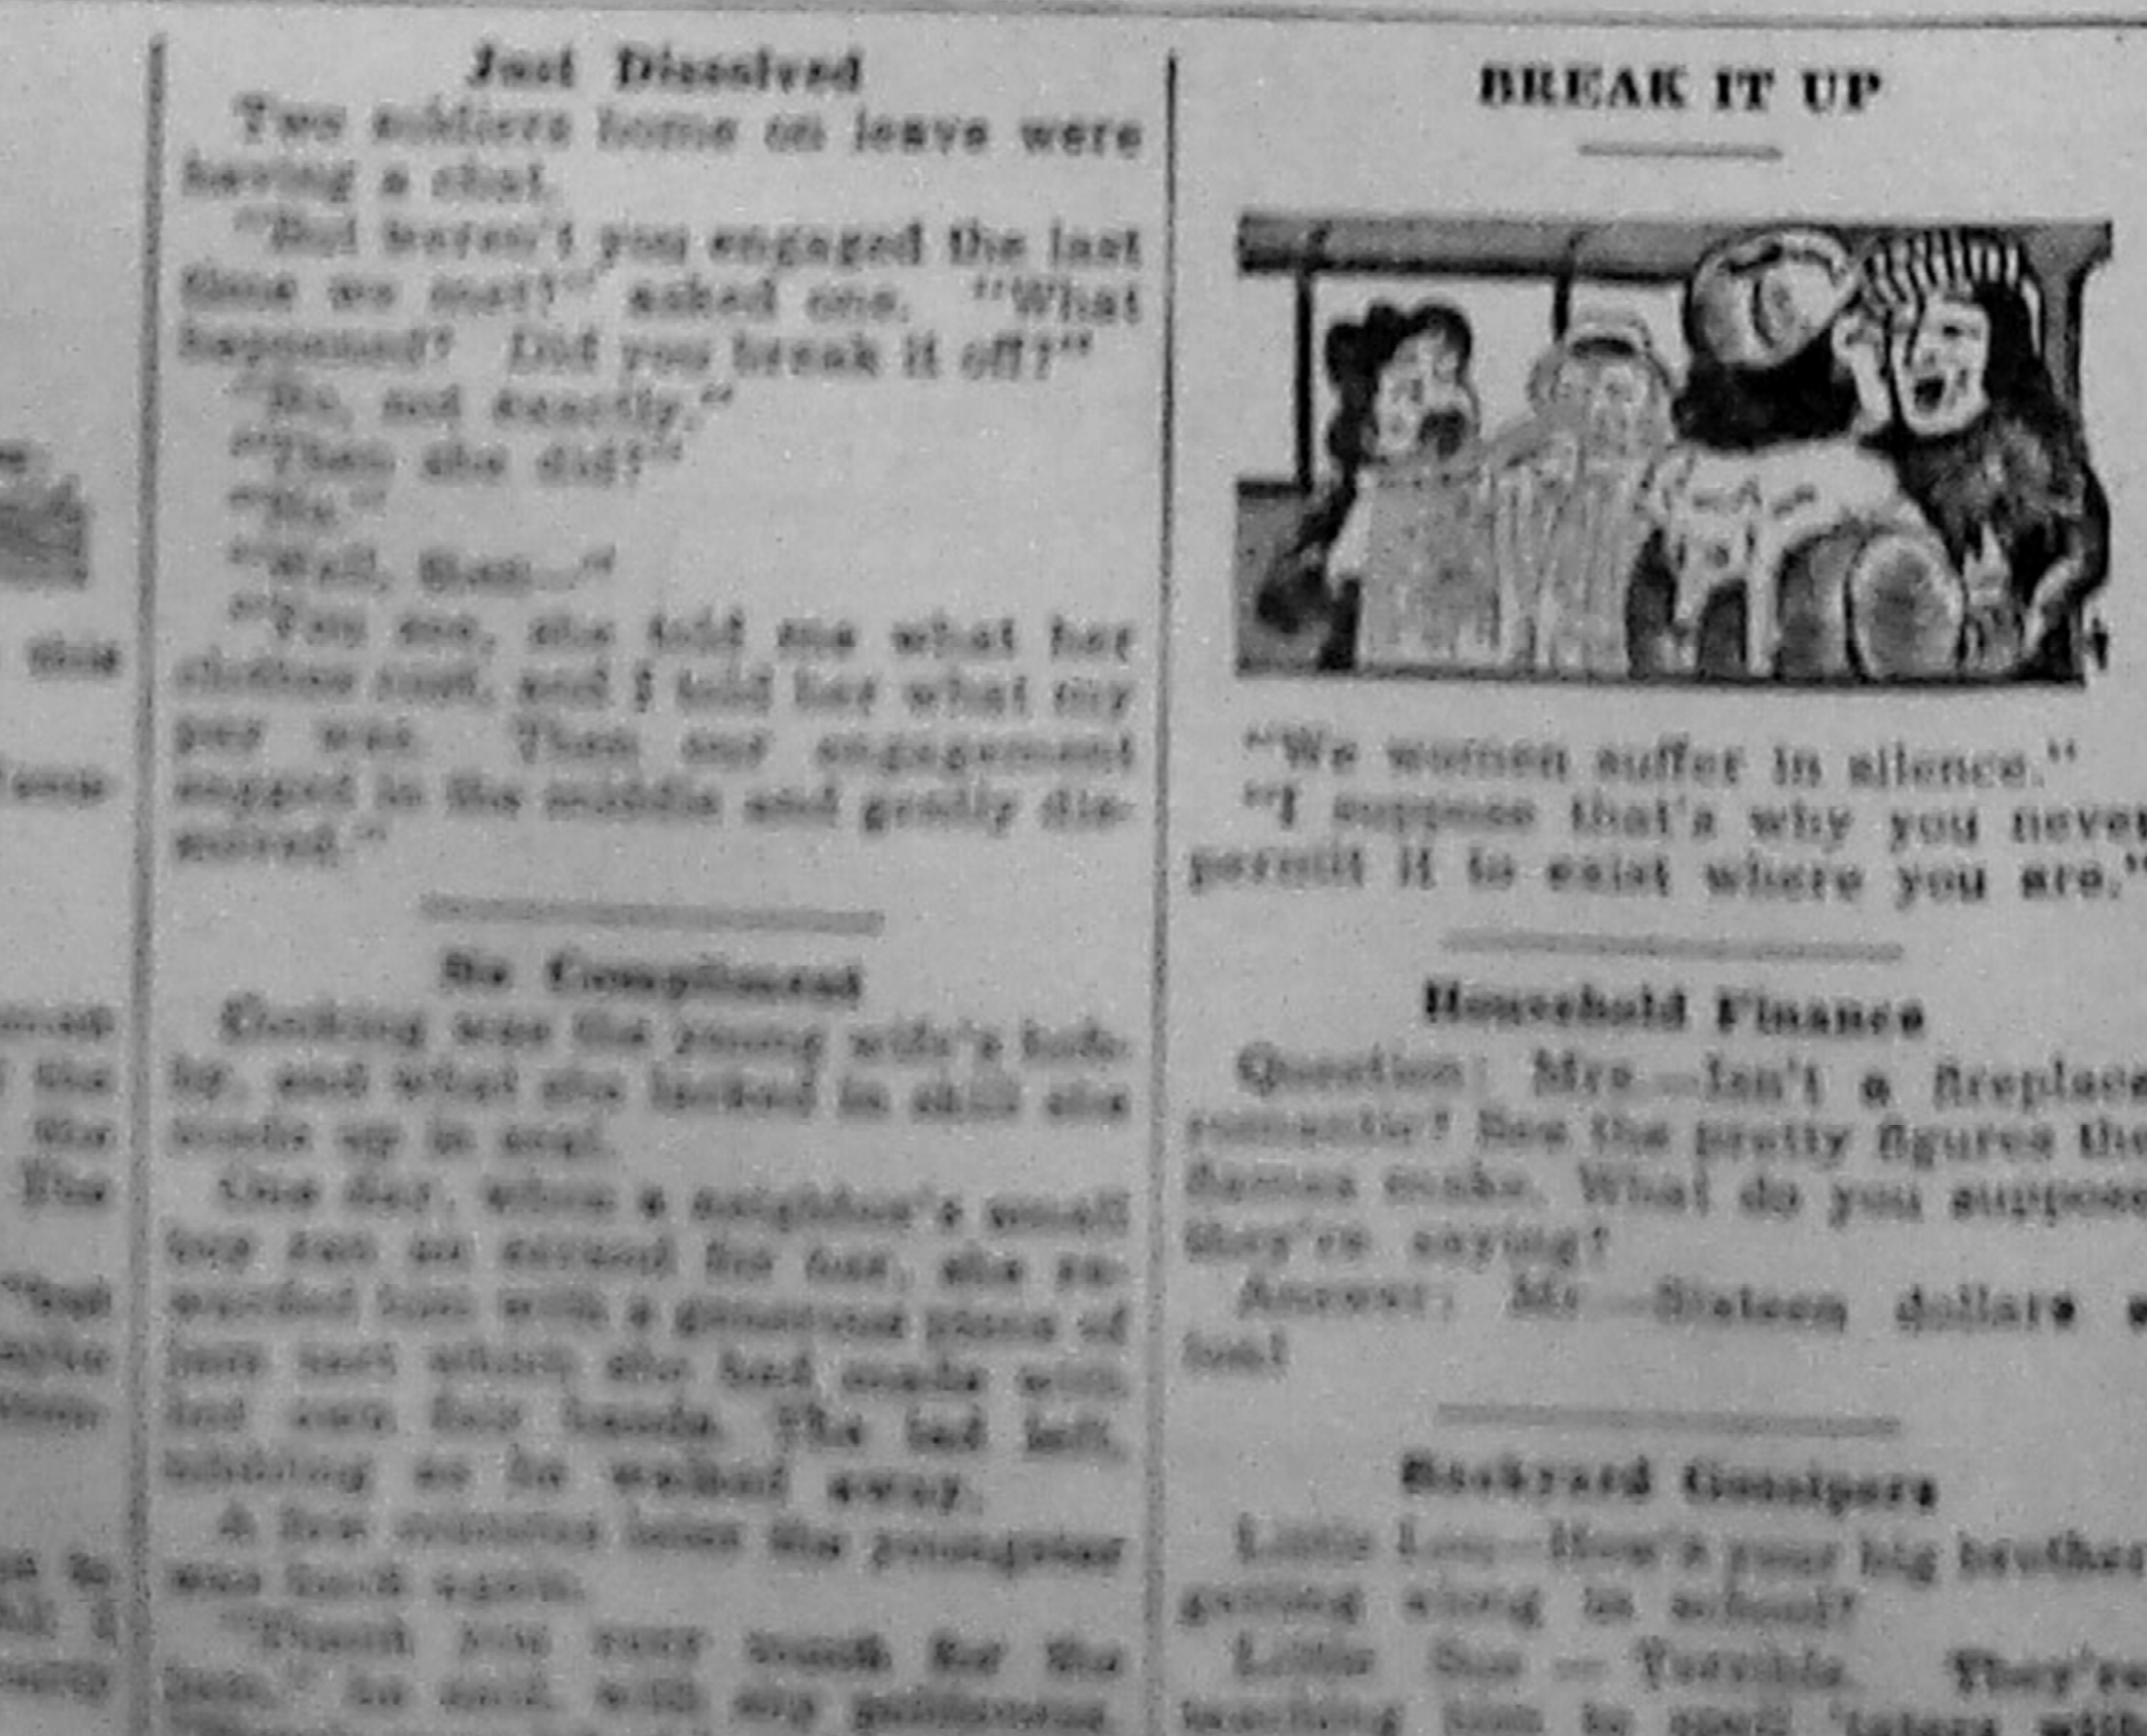 Just Dissolved
Two soldiers home on leave were
having a chat.
"But weren't you engaged the last
time we met?" asked one. "What
happened? Did you break it off?"
"No, not exactly."
"Then she did?"
"No."
"Well, then—"
"You see, she told me what her
clothes cost, and I told her what my
pay was. Then our engagement
sagged in the middle and gently dis-
solved."
No Compliment
Cooking was the young wife's hob-
by, and what she lacked in skill she
made up in zeal.
One day, when a neighbor's small
boy ran an errand for her, she re-
warded him with a generous piece of
jam tart which she had made with
her own fair hands. The lad left,
nibbling as he walked away.
A few minutes later the youngster
was back again.
"Thank you very much for the
jam," he said, with any politeness,
BREAK IT UP
"We women suffer in silence."
"I suppose that's why you never
permit it to exist where you are."
Household Finance
Question: Mrs.—Isn't a fireplace
romantic? See the pretty figures the
flames make. What do you suppose
they're saying?
Answer: Mr.—Sixteen dollars a
ton!
Backyard Gossipers
Little Lou—How's your big brother
getting along in school?
Little Sue — Terrible. They're
teaching him to spell